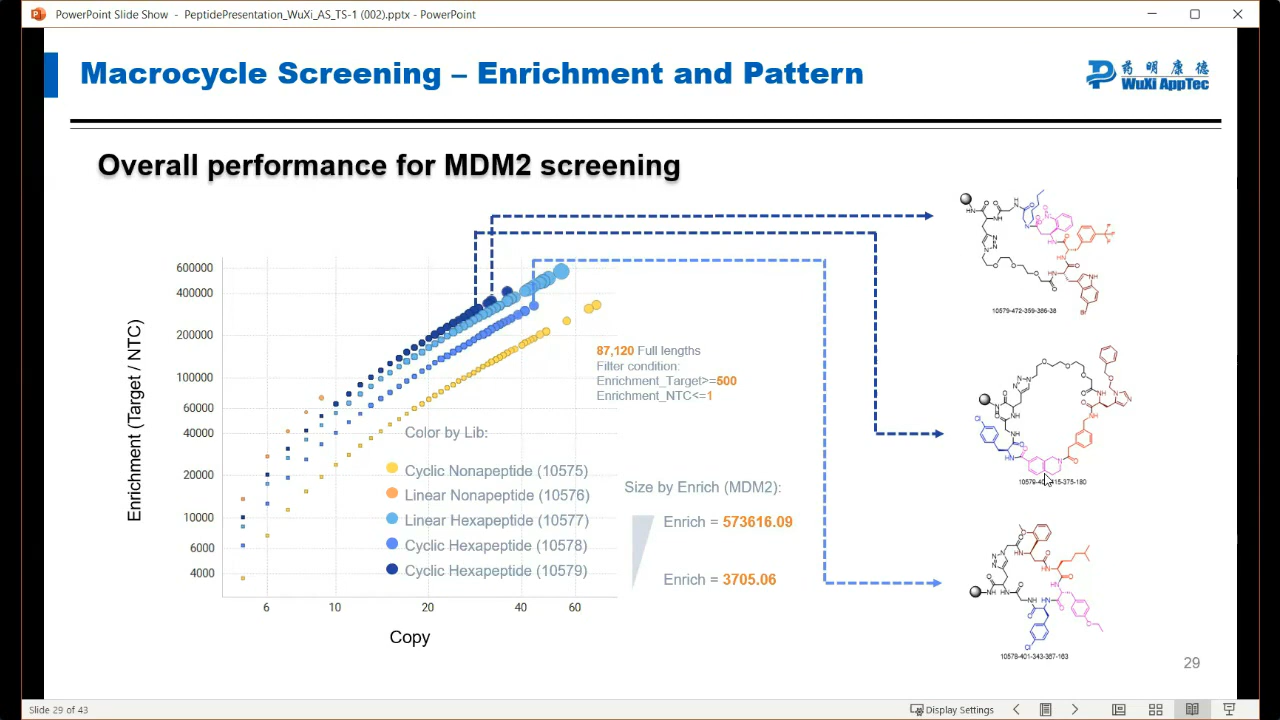 PowerPoint Slide Show - PeptidePresentation_WuXi_AS_TS-1 (002).pptx - PowerPoint
Macrocycle Screening – Enrichment and Pattern
药明康德
WuXi AppTec
Overall performance for MDM2 screening
Enrichment (Target / NTC)
600000
400000
200000
100000
60000
40000
20000
10000
6000
4000
6
10
20
40
60
Copy
87,120 Full lengths
Filter condition:
Enrichment_Target>=500
Enrichment_NTC<=1
Color by Lib:
Cyclic Nonapeptide (10575)
Linear Nonapeptide (10576)
Linear Hexapeptide (10577)
Cyclic Hexapeptide (10578)
Cyclic Hexapeptide (10579)
Size by Enrich (MDM2):
Enrich = 573616.09
Enrich = 3705.06
10579-472-359-386-38
10578-401-343-367-163
29
Slide 29 of 43
Display Settings